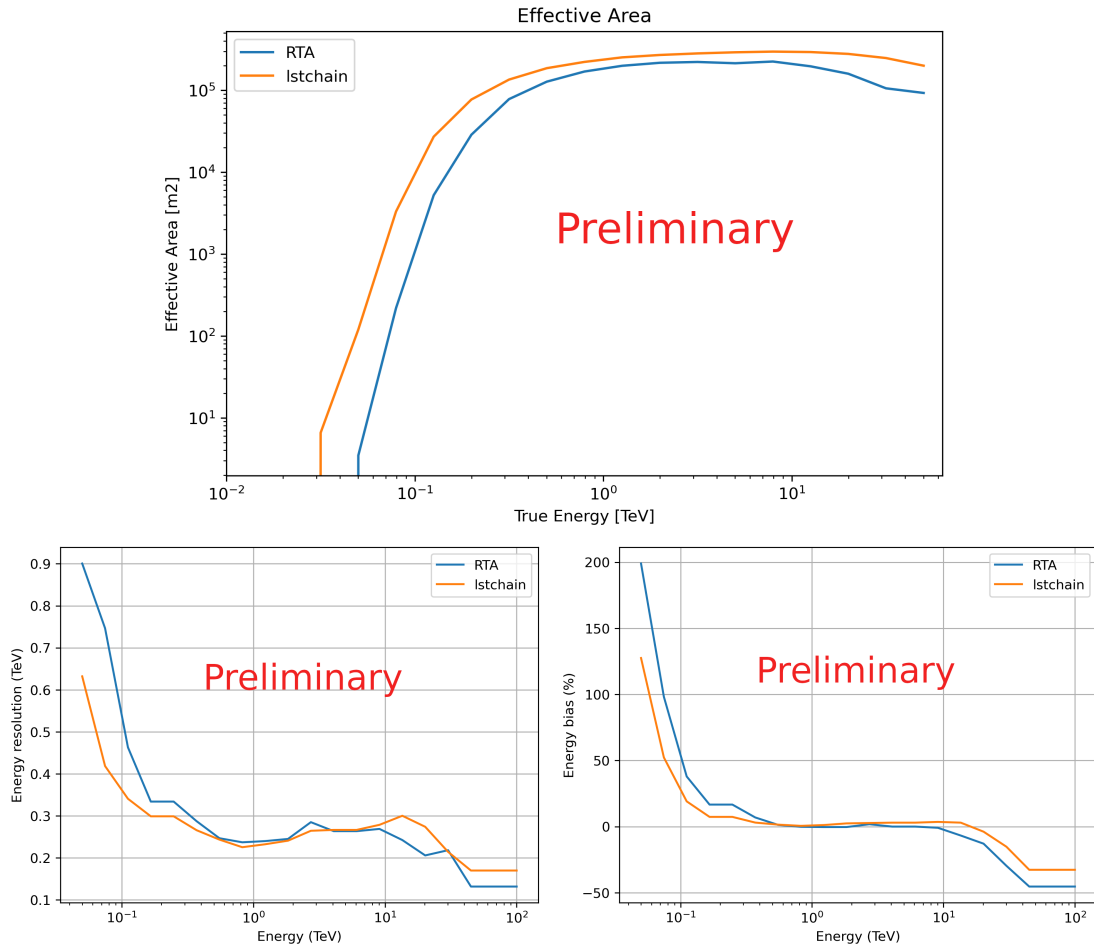 Effective Area
RTA
lstchain
Effective Area [m2]
10^5
10^4
10^3
10^2
10^1
Preliminary
10^-2
10^-1
10^0
10^1
True Energy [TeV]
RTA
lstchain
Energy resolution (TeV)
0.9
0.8
0.7
0.6
0.5
0.4
0.3
0.2
0.1
Preliminary
10^-1
10^0
10^1
10^2
Energy (TeV)
RTA
lstchain
Energy bias (%)
200
150
100
50
0
−50
Preliminary
10^-1
10^0
10^1
10^2
Energy (TeV)